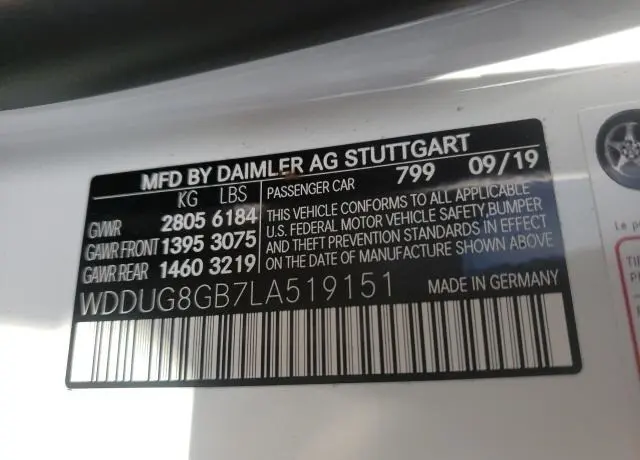 MFD BY DAIMLER AG STUTTGART
KG LBS
GVWR 2805 6184
GAWR FRONT 1395 3075
GAWR REAR 1460 3219
PASSENGER CAR 799 09/19
THIS VEHICLE CONFORMS TO ALL APPLICABLE
U.S. FEDERAL MOTOR VEHICLE SAFETY,BUMPER
AND THEFT PREVENTION STANDARDS IN EFFECT
ON THE DATE OF MANUFACTURE SHOWN ABOVE
WDDUG8GB7LA519151 MADE IN GERMANY
Le